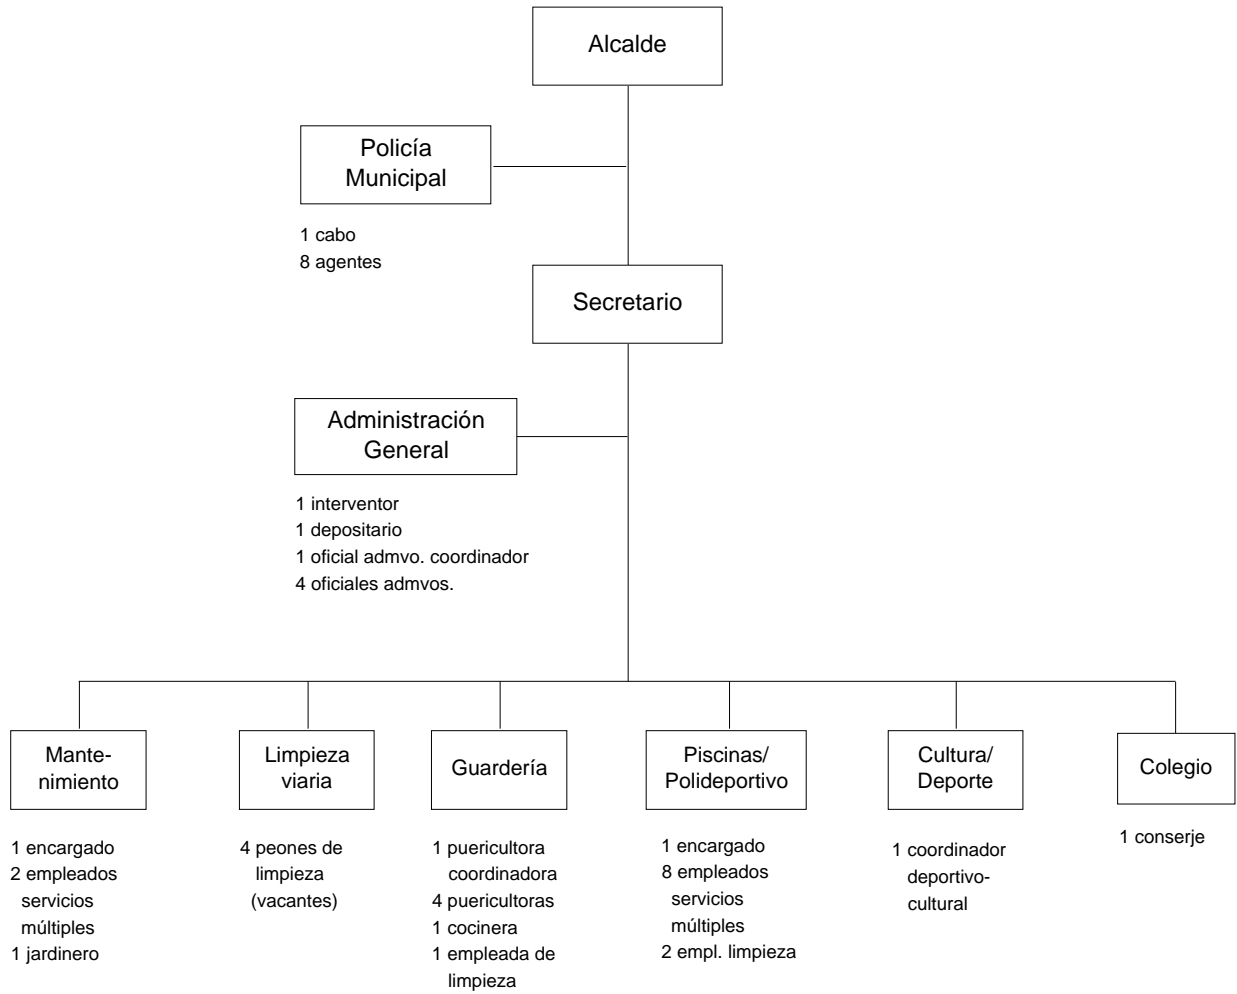 Alcalde
Policía
Municipal
1 cabo
8 agentes
Secretario
Administración
General
1 interventor
1 depositario
1 oficial admvo. coordinador
4 oficiales admvos.
Mante-
nimiento
1 encargado
2 empleados
servicios
múltiples
1 jardinero
Limpieza
viaria
4 peones de
limpieza
(vacantes)
Guardería
1 puericultora
coordinadora
4 puericultoras
1 cocinera
1 empleada de
limpieza
Piscinas/
Polideportivo
1 encargado
8 empleados
servicios
múltiples
2 empl. limpieza
Cultura/
Deporte
1 coordinador
deportivo-
cultural
Colegio
1 conserje